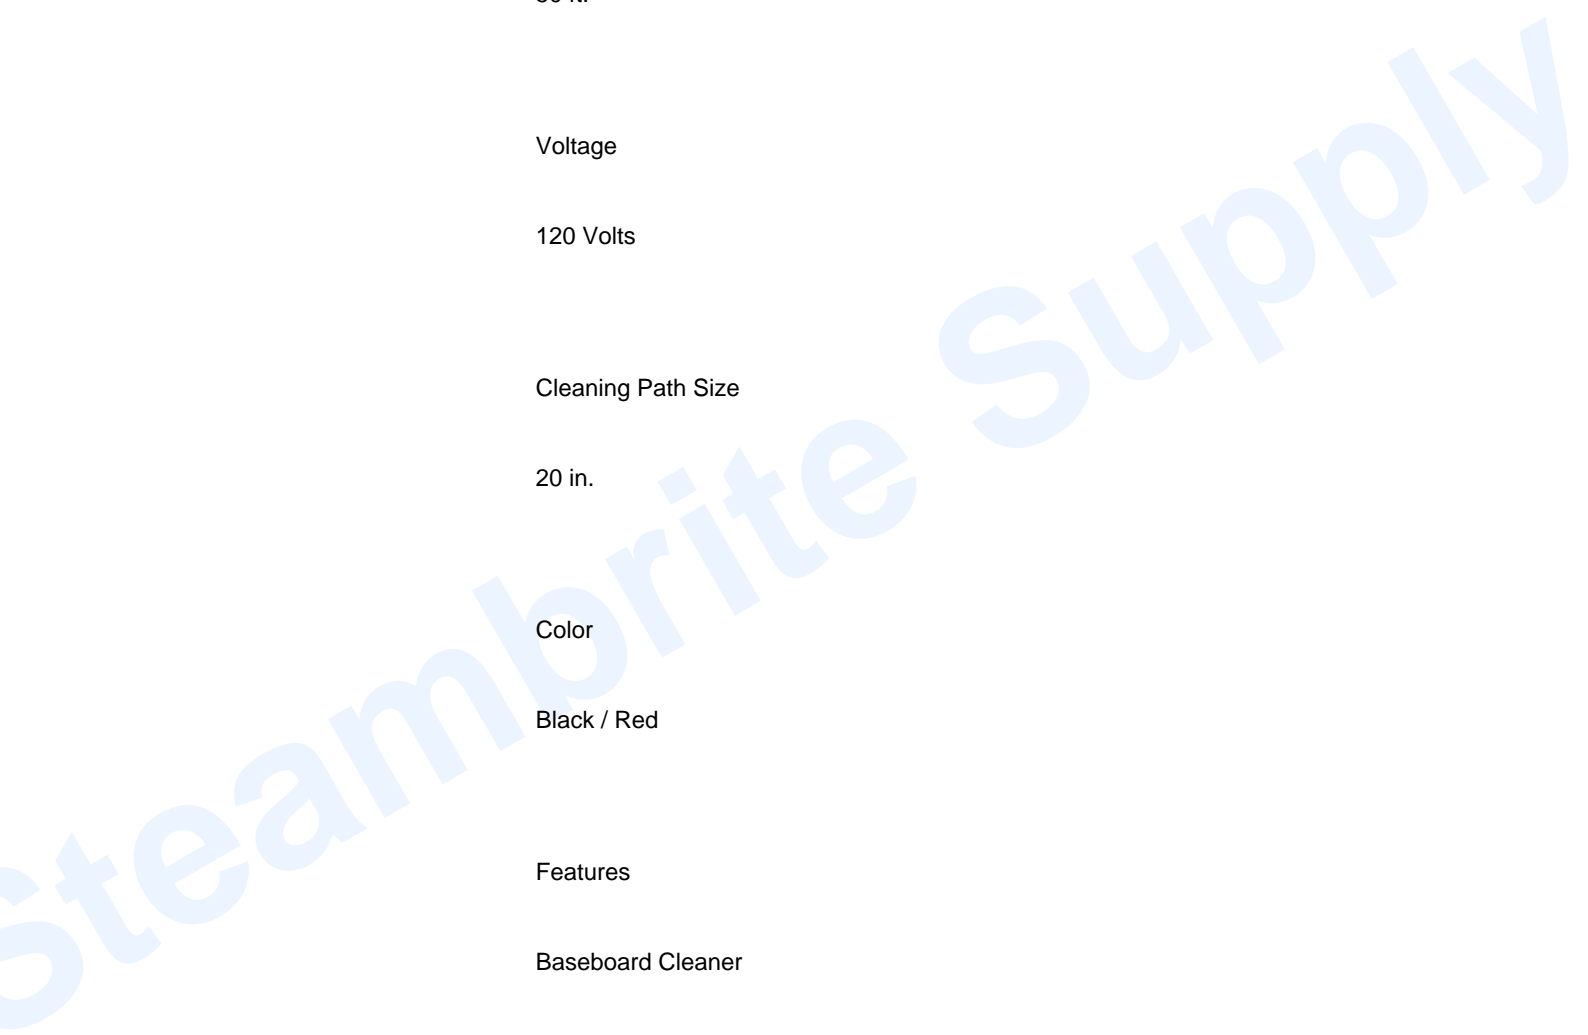 Voltage
120 Volts
Cleaning Path Size
20 in.
Color
Black / Red
Features
Baseboard Cleaner
Steambrite Supply